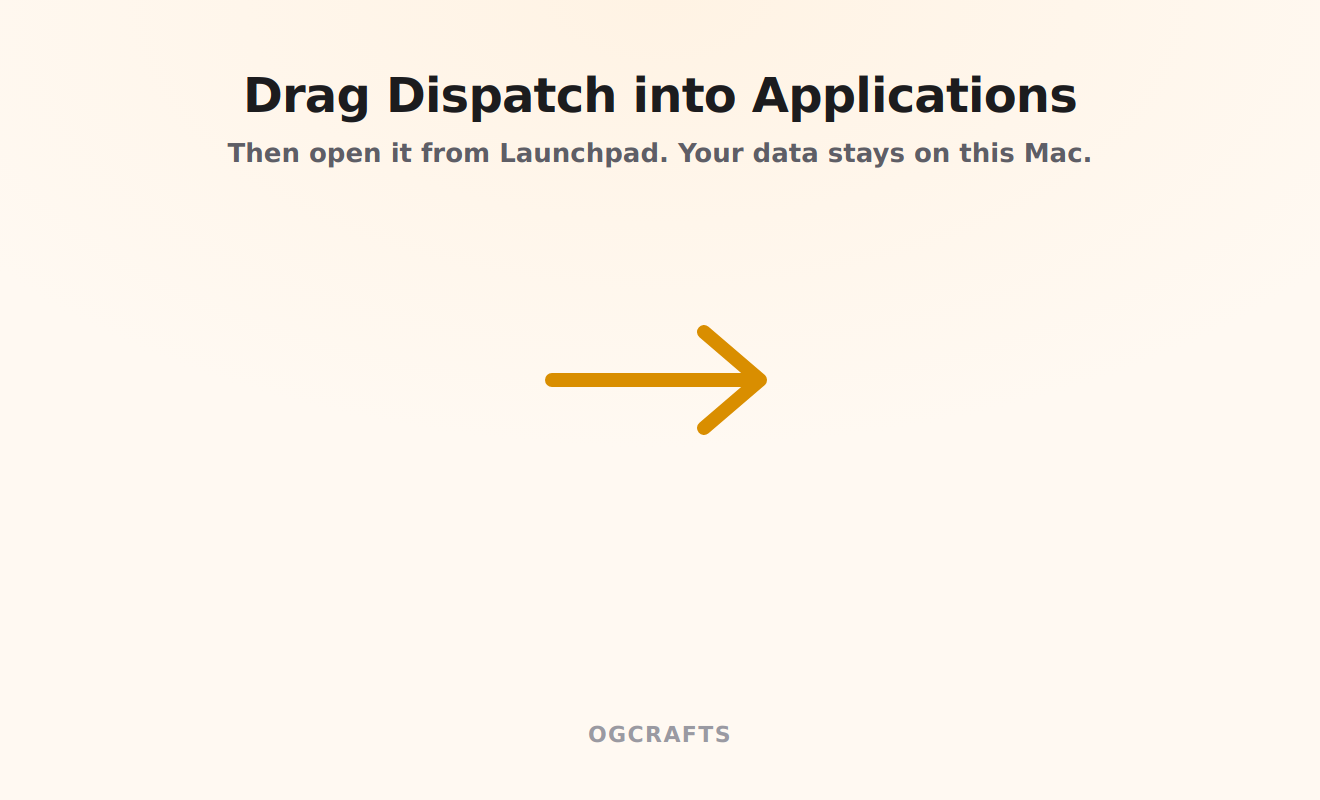 Drag Dispatch into Applications
Then open it from Launchpad. Your data stays on this Mac.
OGCRAFTS